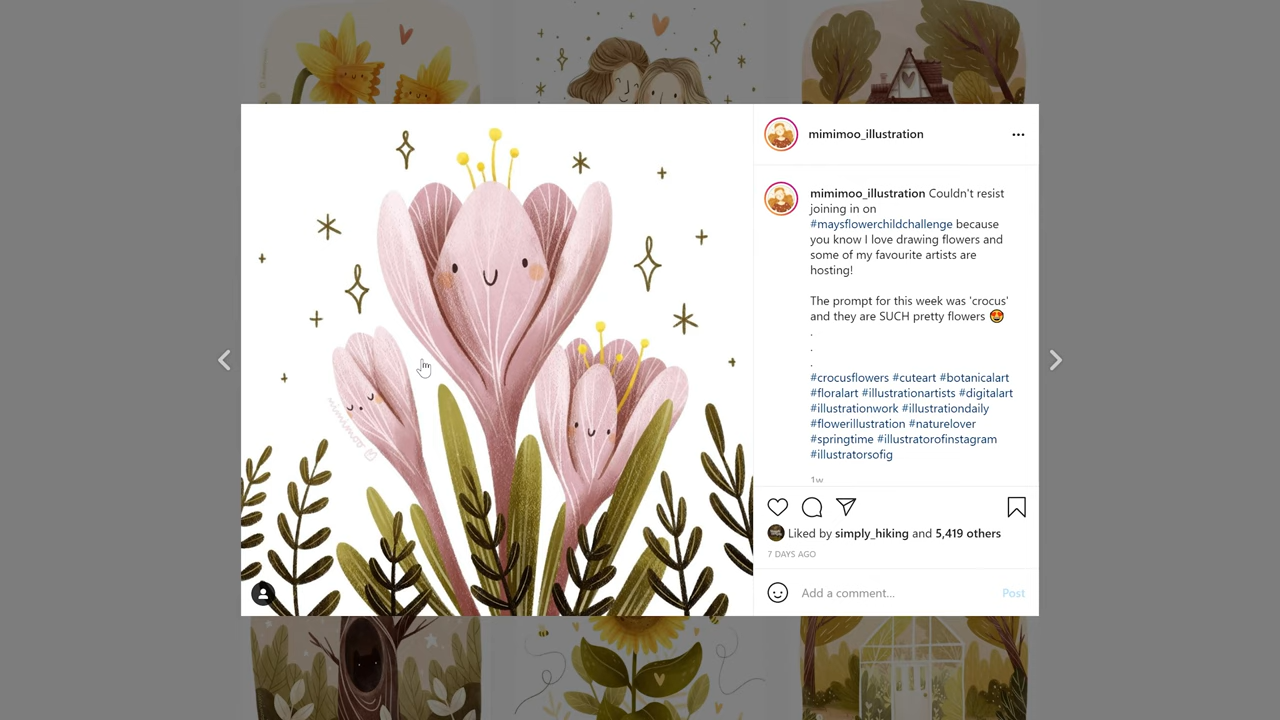 mimimoo_illustration
mimimoo_illustration Couldn't resist
joining in on
#maysflowerchildchallenge because
you know I love drawing flowers and
some of my favourite artists are
hosting!
The prompt for this week was 'crocus'
and they are SUCH pretty flowers 😍
.
.
.
#crocusflowers #cuteart #botanicalart
#floralart #illustrationartists #digitalart
#illustrationwork #illustrationdaily
#flowerillustration #naturelover
#springtime #illustratorofinstagram
#illustratorsofig
1w
Liked by simply_hiking and 5,419 others
7 DAYS AGO
Add a comment... Post
mimimoo